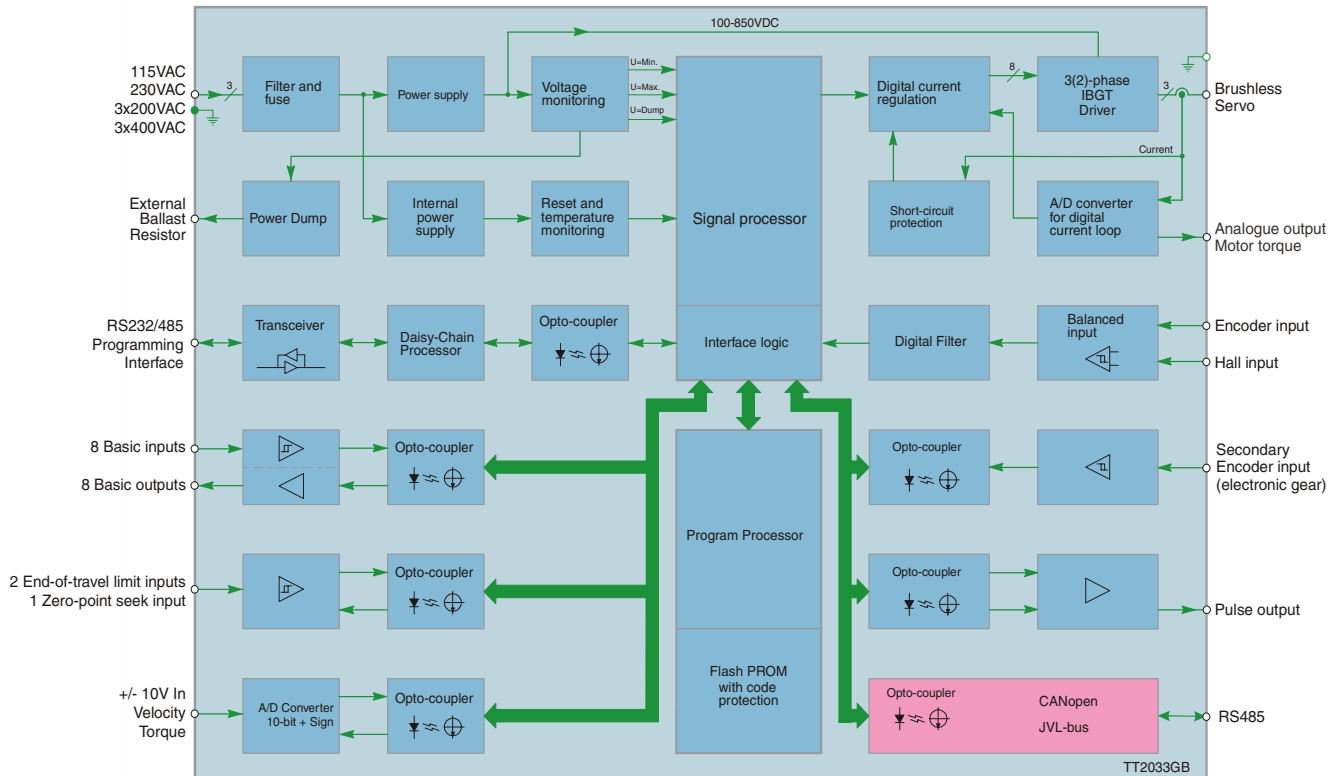 100-850VDC
115VAC
230VAC
3x200VAC
3x400VAC
3
Filter and
fuse
Power supply
Voltage
monitoring
U=Min.
U=Max.
U=Dump
Signal processor
Digital current
regulation
8
3(2)-phase
IBGT
Driver
3
Brushless
Servo
Current
External
Ballast
Resistor
Power Dump
Internal
power
supply
Reset and
temperature
monitoring
Short-circuit
protection
A/D converter
for digital
current loop
Analogue output
Motor torque
RS232/485
Programming
Interface
Transceiver
Daisy-Chain
Processor
Opto-coupler
Interface logic
Digital Filter
Balanced
input
Encoder input
Hall input
8 Basic inputs
8 Basic outputs
Opto-coupler
Program Processor
Opto-coupler
Secondary
Encoder input
(electronic gear)
2 End-of-travel limit inputs
1 Zero-point seek input
Opto-coupler
Opto-coupler
Pulse output
+/- 10V In
Velocity
Torque
A/D Converter
10-bit + Sign
Opto-coupler
Flash PROM
with code
protection
Opto-coupler
CANopen
JVL-bus
RS485
TT2033GB